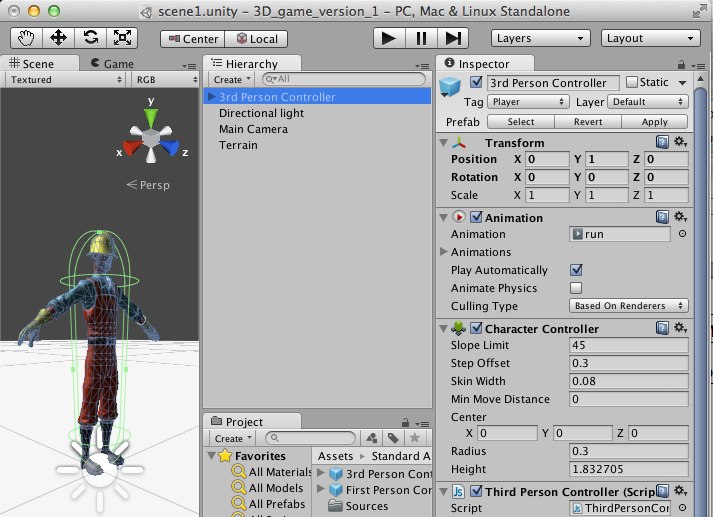 scene1.unity – 3D_game_version_1 – PC, Mac & Linux Standalone
Center Local Layers Layout
Scene Game
Textured RGB
y
x z
Persp
Hierarchy
Create All
3rd Person Controller
Directional light
Main Camera
Terrain
Project
Create
Favorites
All Materials
All Models
All Prefabs
Assets Standard A
3rd Person Cont
First Person Con
Sources
Inspector
3rd Person Controller Static
Tag Player Layer Default
Prefab Select Revert Apply
Transform
Position X 0 Y 1 Z 0
Rotation X 0 Y 0 Z 0
Scale X 1 Y 1 Z 1
Animation
Animation run
Animations
Play Automatically
Animate Physics
Culling Type Based On Renderers
Character Controller
Slope Limit 45
Step Offset 0.3
Skin Width 0.08
Min Move Distance 0
Center
X 0 Y 0 Z 0
Radius 0.3
Height 1.832705
Third Person Controller (Scrip
Script ThirdPersonCor